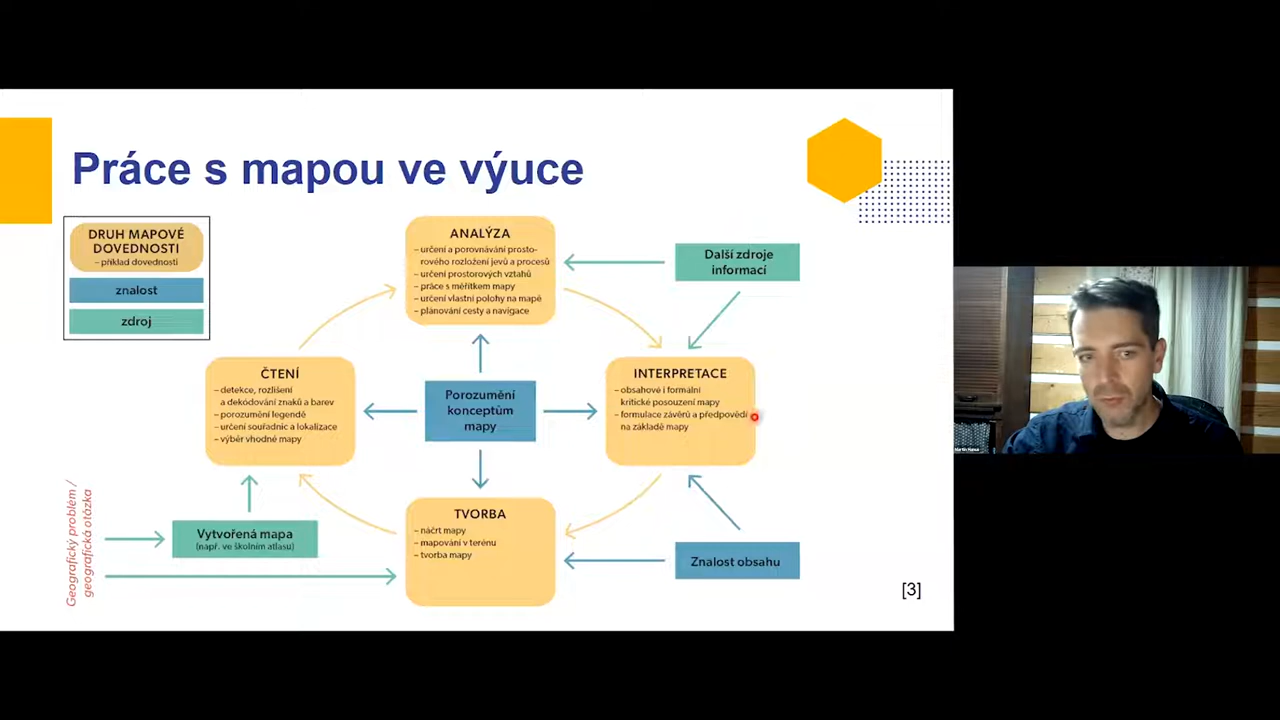 Práce s mapou ve výuce
DRUH MAPOVÉ
DOVEDNOSTI
– příklad dovednosti
znalost
zdroj
ANALÝZA
– určení a porovnávání prosto-
rového rozložení jevů a procesů
– určení prostorových vztahů
– práce s měřítkem mapy
– určení vlastní polohy na mapě
– plánování cesty a navigace
Další zdroje
informací
ČTENÍ
– detekce, rozlišení
a dekódování znaků a barev
– porozumění legendě
– určení souřadnic a lokalizace
– výběr vhodné mapy
Porozumění
konceptům
mapy
INTERPRETACE
– obsahové i formální
kritické posouzení mapy
– formulace závěrů a předpovědí
na základě mapy
Geografický problém /
geografická otázka
Vytvořená mapa
(např. ve školním atlasu)
TVORBA
– náčrt mapy
– mapování v terénu
– tvorba mapy
Znalost obsahu
[3]